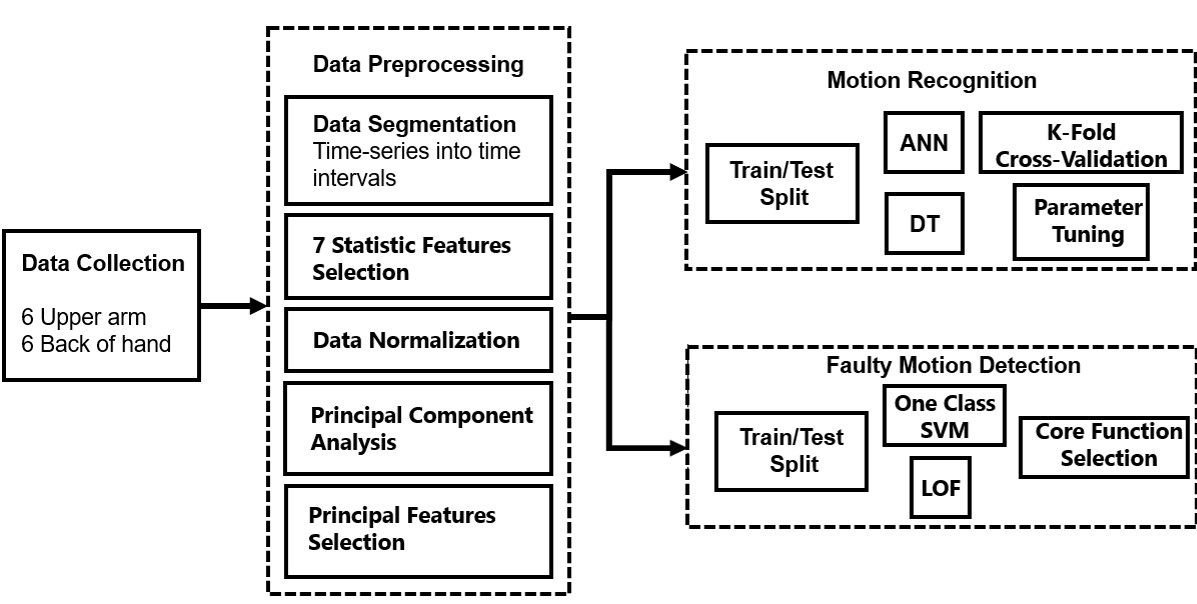 Data Collection
6 Upper arm
6 Back of hand
Data Preprocessing
Data Segmentation
Time-series into time
intervals
7 Statistic Features
Selection
Data Normalization
Principal Component
Analysis
Principal Features
Selection
Motion Recognition
Train/Test
Split
ANN
DT
K-Fold
Cross-Validation
Parameter
Tuning
Faulty Motion Detection
Train/Test
Split
One Class
SVM
LOF
Core Function
Selection